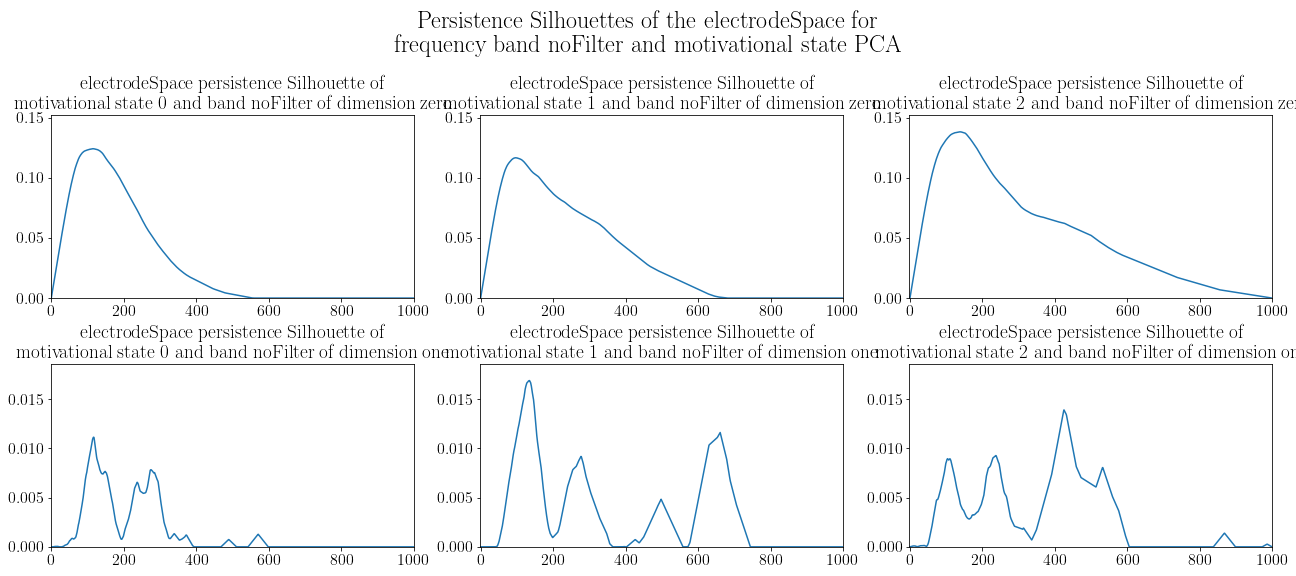 Persistence Silhouettes of the electrodeSpace for
frequency band noFilter and motivational state PCA
electrodeSpace persistence Silhouette of
motivational state 0 and band noFilter of dimension zero
electrodeSpace persistence Silhouette of
motivational state 1 and band noFilter of dimension zero
electrodeSpace persistence Silhouette of
motivational state 2 and band noFilter of dimension ze
0.15
0.10
0.05
0.00
0 200 400 600 800 1000
0.15
0.10
0.05
0.00
0 200 400 600 800 1000
0.15
0.10
0.05
0.00
0 200 400 600 800 1000
electrodeSpace persistence Silhouette of
motivational state 0 and band noFilter of dimension one
electrodeSpace persistence Silhouette of
motivational state 1 and band noFilter of dimension one
electrodeSpace persistence Silhouette of
motivational state 2 and band noFilter of dimension on
0.015
0.010
0.005
0.000
0 200 400 600 800 1000
0.015
0.010
0.005
0.000
0 200 400 600 800 1000
0.015
0.010
0.005
0.000
0 200 400 600 800 1000